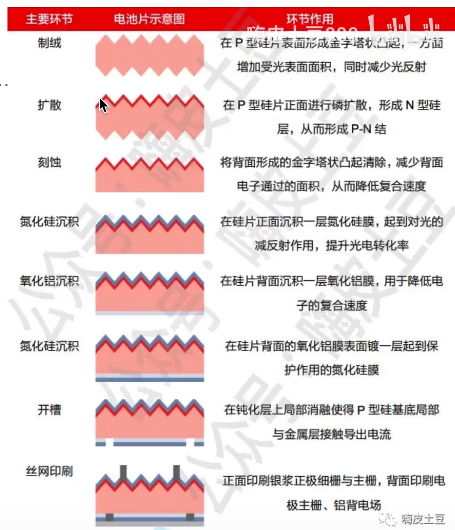 主要环节 电池片示意图 环节作用
制绒
在 P 型硅片表面形成金字塔状凸起，一方面
增加受光表面面积，同时减少光反射
扩散
在 P 型硅片正面进行磷扩散，形成 N 型硅
层，从而形成 P-N 结
刻蚀
将背面形成的金字塔状凸起清除，减少背面
电子通过的面积，从而降低复合速度
氮化硅沉积
在硅片正面沉积一层氮化硅膜，起到对光的
减反射作用，提升光电转化率
氧化铝沉积
在硅片背面沉积一层氧化铝膜，用于降低电
子的复合速度
氮化硅沉积
在硅片背面的氧化铝膜表面镀一层起到保
护作用的氮化硅膜
开槽
在钝化层上局部消融使得 P 型硅基底局部
与金属层接触导出电流
丝网印刷
正面印刷银浆正极细栅与主栅，背面印刷电
极主栅、铝背电场
公众号·嗨皮土豆
公众号·嗨皮土豆
嗨皮土豆